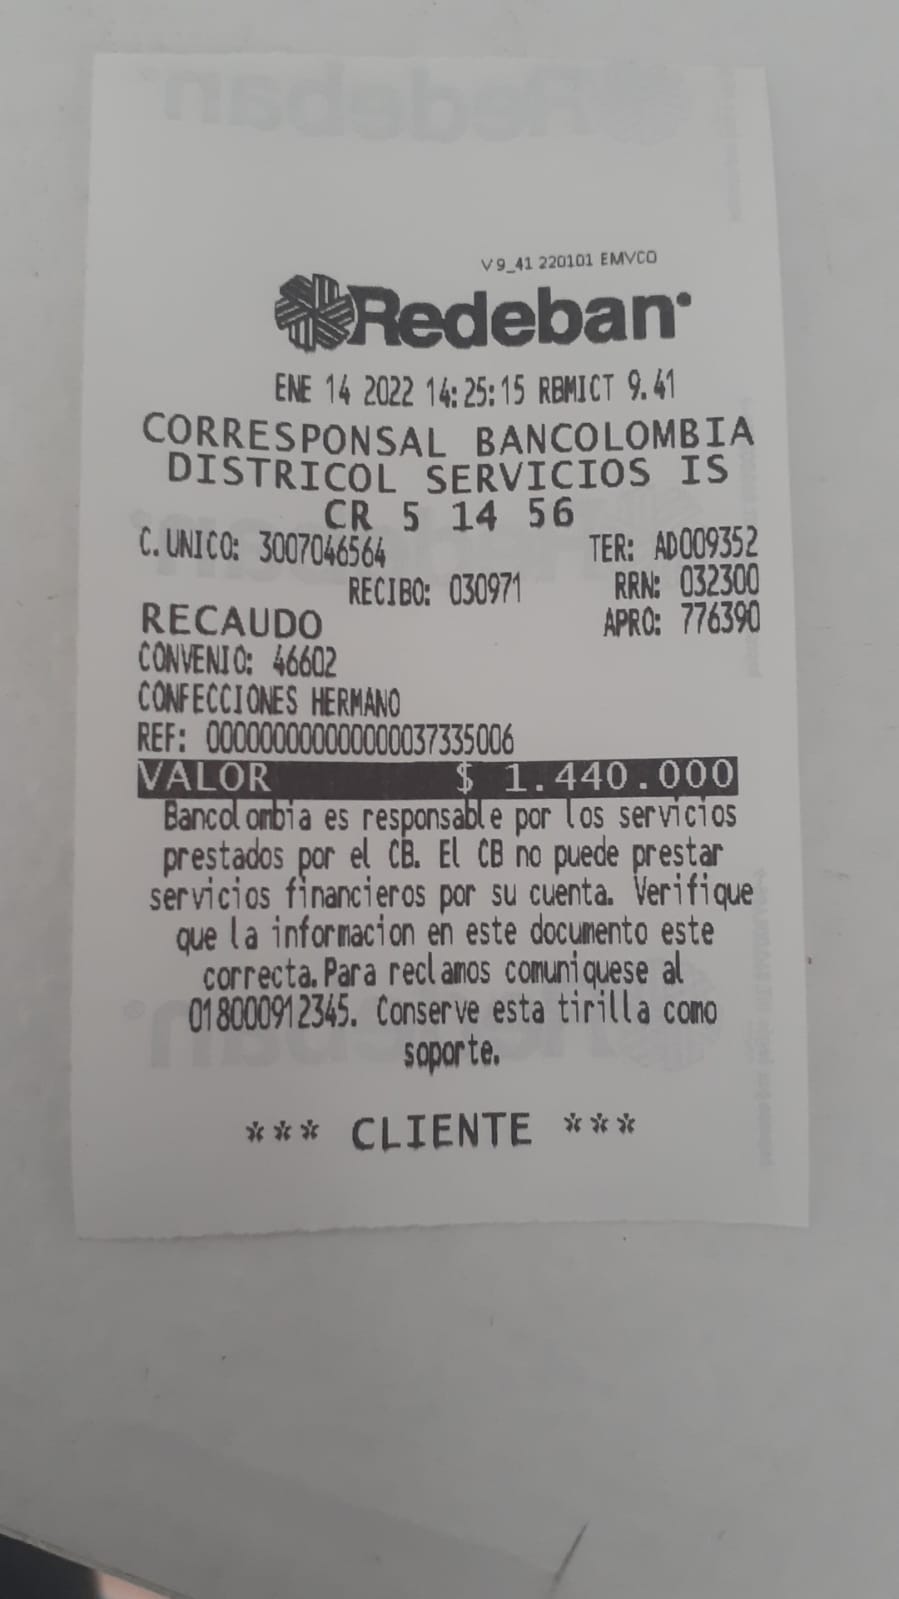 V9_41 220101 EMVCO
Redeban
ENE 14 2022 14:25:15 RBMICT 9.41
CORRESPONSAL BANCOLOMBIA
DISTRICOL SERVICIOS IS
CR 5 14 56
C.UNICO: 3007046564 TER: AD009352
RECIBO: 030971 RRN: 032300
RECAUDO APRO: 776390
CONVENIO: 46602
CONFECCIONES HERMANO
REF: 000000000000000037335006
VALOR $ 1.440.000
Bancolombia es responsable por los servicios
prestados por el CB. El CB no puede prestar
servicios financieros por su cuenta. Verifique
que la informacion en este documento este
correcta.Para reclamos comuniquese al
018000912345. Conserve esta tirilla como
soporte.
*** CLIENTE ***